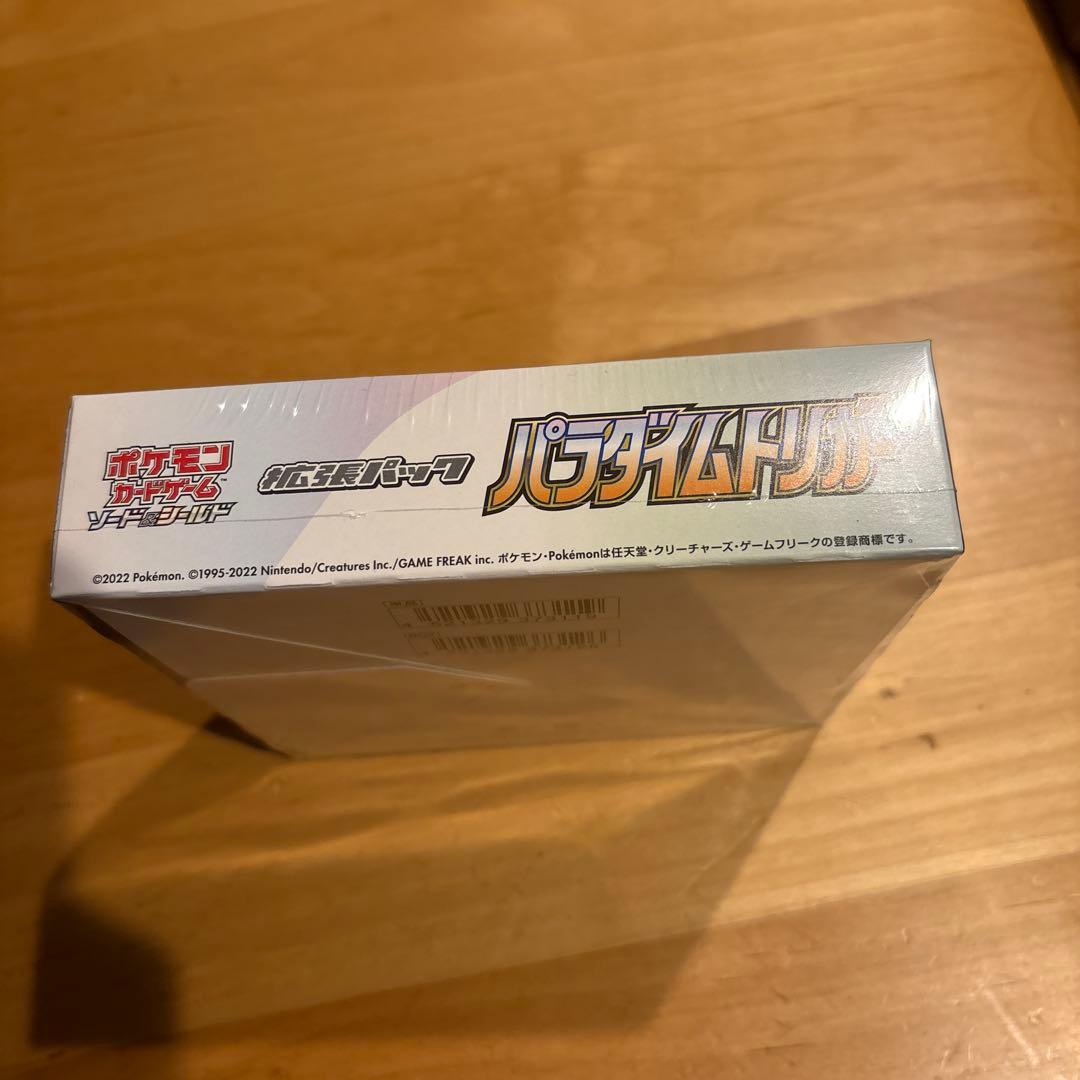 ポケモン
カードゲーム™
ソード&シールド
拡張パック
パラダイムトリガー
©2022 Pokémon. ©1995-2022 Nintendo/Creatures Inc./GAME FREAK inc. ポケモン・Pokémonは任天堂・クリーチャーズ・ゲームフリークの登録商標です。